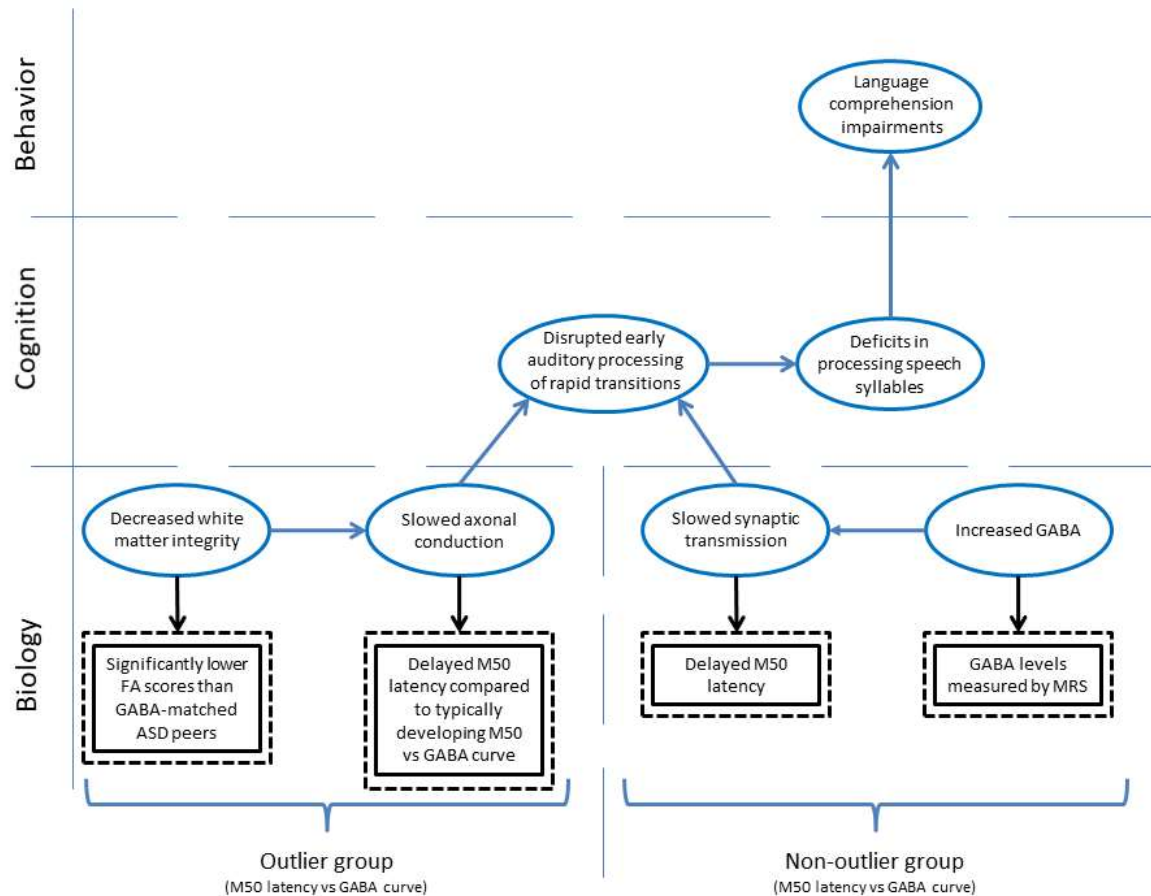 Behavior
Language
comprehension
impairments
Cognition
Disrupted early
auditory processing
of rapid transitions
Deficits in
processing speech
syllables
Biology
Decreased white
matter integrity
Slowed axonal
conduction
Slowed synaptic
transmission
Increased GABA
Significantly lower
FA scores than
GABA-matched
ASD peers
Delayed M50
latency compared
to typically
developing M50
vs GABA curve
Delayed M50
latency
GABA levels
measured by MRS
Outlier group
(M50 latency vs GABA curve)
Non-outlier group
(M50 latency vs GABA curve)